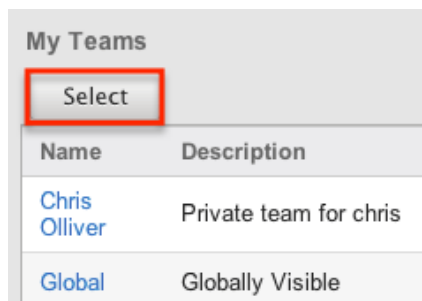 My Teams
Select
Name Description
Chris
Olliver Private team for chris
Global Globally Visible